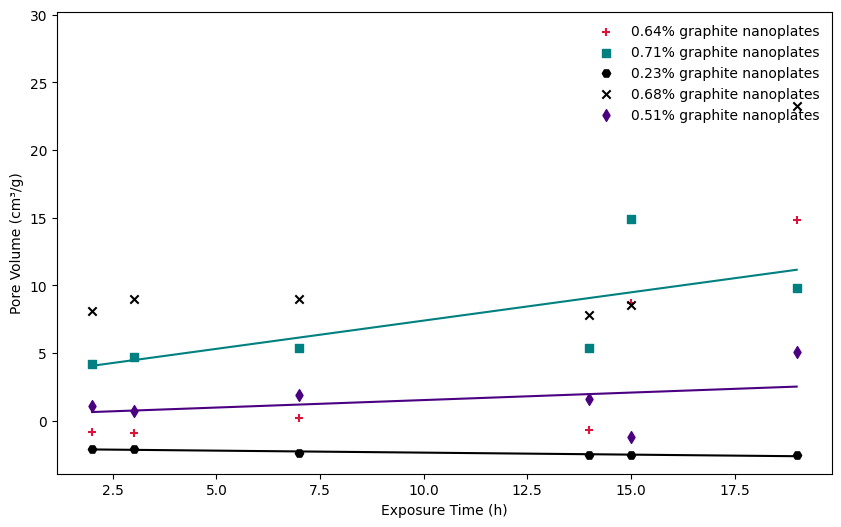 30
25
20
15
10
5
0
2.5
5.0
7.5
10.0
12.5
15.0
17.5
Pore Volume (cm³/g)
Exposure Time (h)
0.64% graphite nanoplates
0.71% graphite nanoplates
0.23% graphite nanoplates
0.68% graphite nanoplates
0.51% graphite nanoplates